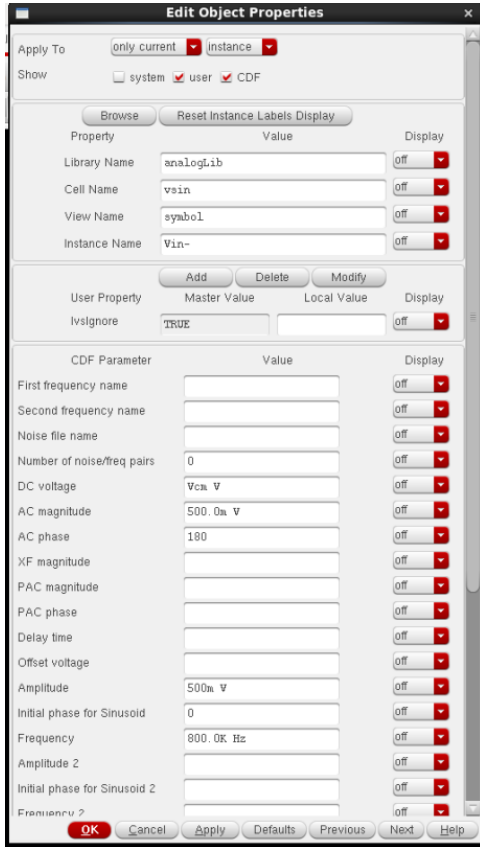 Edit Object Properties
Apply To only current instance
Show system user CDF
Browse Reset Instance Labels Display
Property Value Display
Library Name analogLib off
Cell Name vsin off
View Name symbol off
Instance Name Vin- off
Add Delete Modify
User Property Master Value Local Value Display
lvsIgnore TRUE off
CDF Parameter Value Display
First frequency name off
Second frequency name off
Noise file name off
Number of noise/freq pairs 0 off
DC voltage Vcm V off
AC magnitude 500.0m V off
AC phase 180 off
XF magnitude off
PAC magnitude off
PAC phase off
Delay time off
Offset voltage off
Amplitude 500m V off
Initial phase for Sinusoid 0 off
Frequency 800.0K Hz off
Amplitude 2 off
Initial phase for Sinusoid 2 off
Frequency 2 off
OK Cancel Apply Defaults Previous Next Help